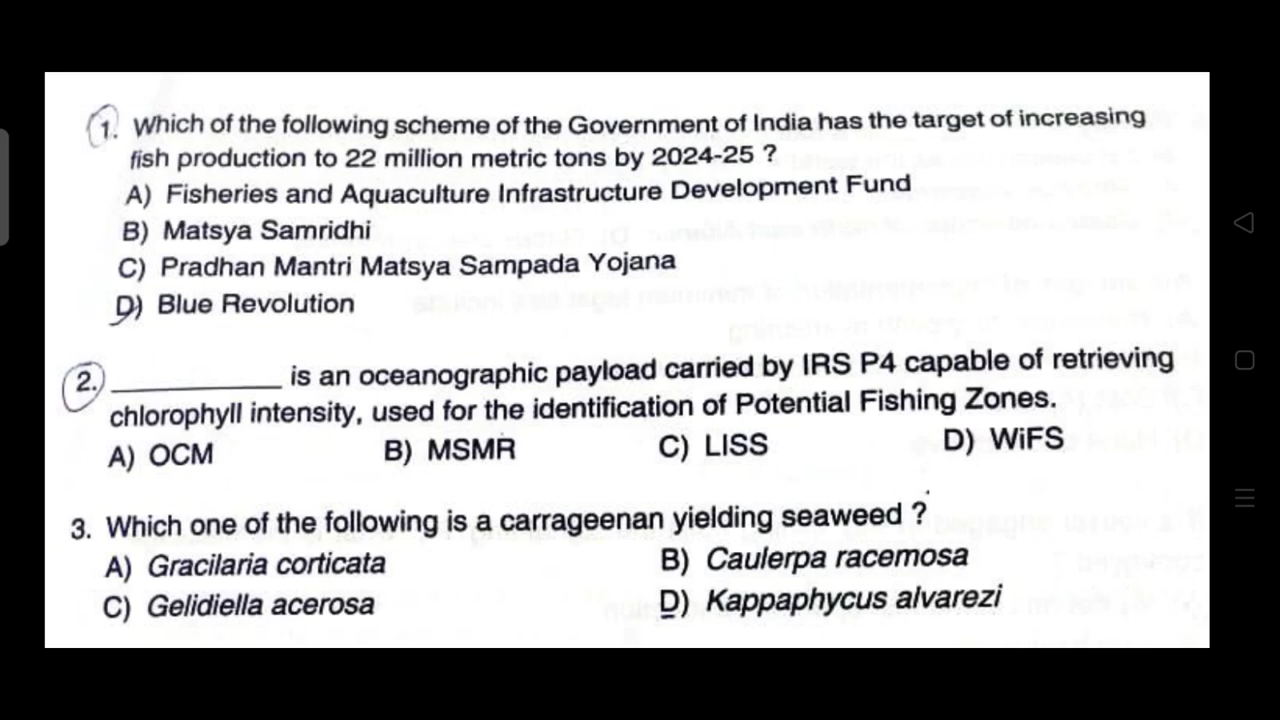 1. Which of the following scheme of the Government of India has the target of increasing
fish production to 22 million metric tons by 2024-25 ?
A) Fisheries and Aquaculture Infrastructure Development Fund
B) Matsya Samridhi
C) Pradhan Mantri Matsya Sampada Yojana
D) Blue Revolution
2. ____________ is an oceanographic payload carried by IRS P4 capable of retrieving
chlorophyll intensity, used for the identification of Potential Fishing Zones.
A) OCM B) MSMR C) LISS D) WiFS
3. Which one of the following is a carrageenan yielding seaweed ?
A) Gracilaria corticata B) Caulerpa racemosa
C) Gelidiella acerosa D) Kappaphycus alvarezi